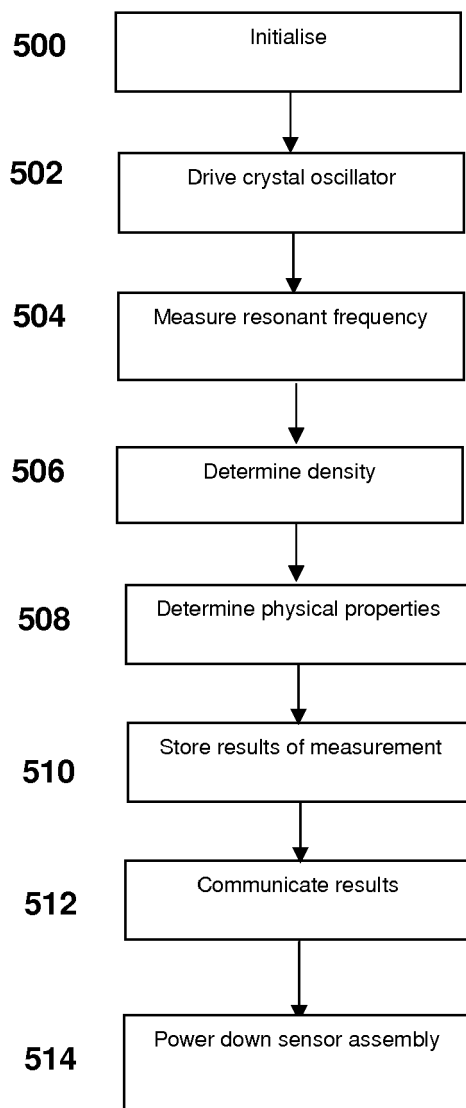 500 Initialise
502 Drive crystal oscillator
504 Measure resonant frequency
506 Determine density
508 Determine physical properties
510 Store results of measurement
512 Communicate results
514 Power down sensor assembly